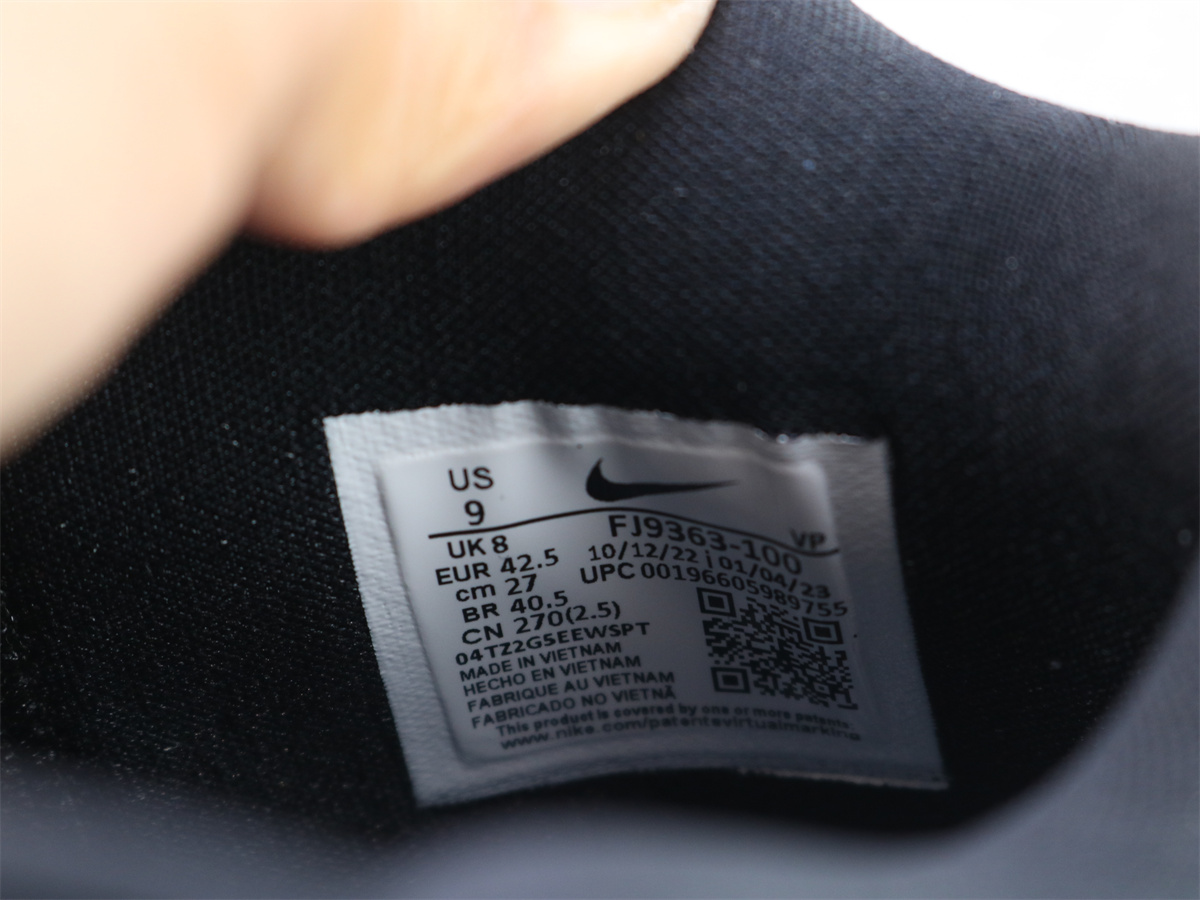 US
9
UK 8
EUR 42.5
cm 27
BR 40.5
CN 270(2.5)
04TZ2G5EEWSPT
MADE IN VIETNAM
HECHO EN VIETNAM
FABRIQUE AU VIETNAM
FABRICADO NO VIETNÃ
FJ9363-100 VP
10/12/22 | 01/04/23
UPC 00196605989755
This product is covered by one or more patents
www.nike.com/patentsvirtualmarking